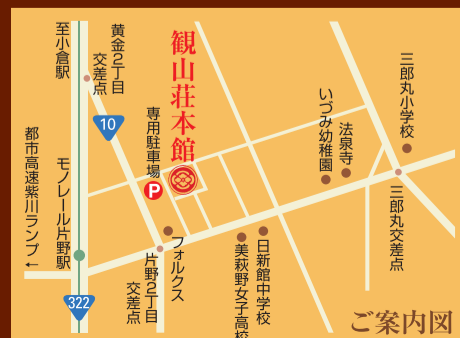 至小倉駅
黄金2丁目
交差点
10
観山荘本館
専用駐車場
P
三郎丸小学校
いづみ幼稚園
法泉寺
都市高速紫川ランプ←
モノレール片野駅
三郎丸交差点
フォルクス
片野2丁目
交差点
日新館中学校
美萩野女子高校
322
ご案内図